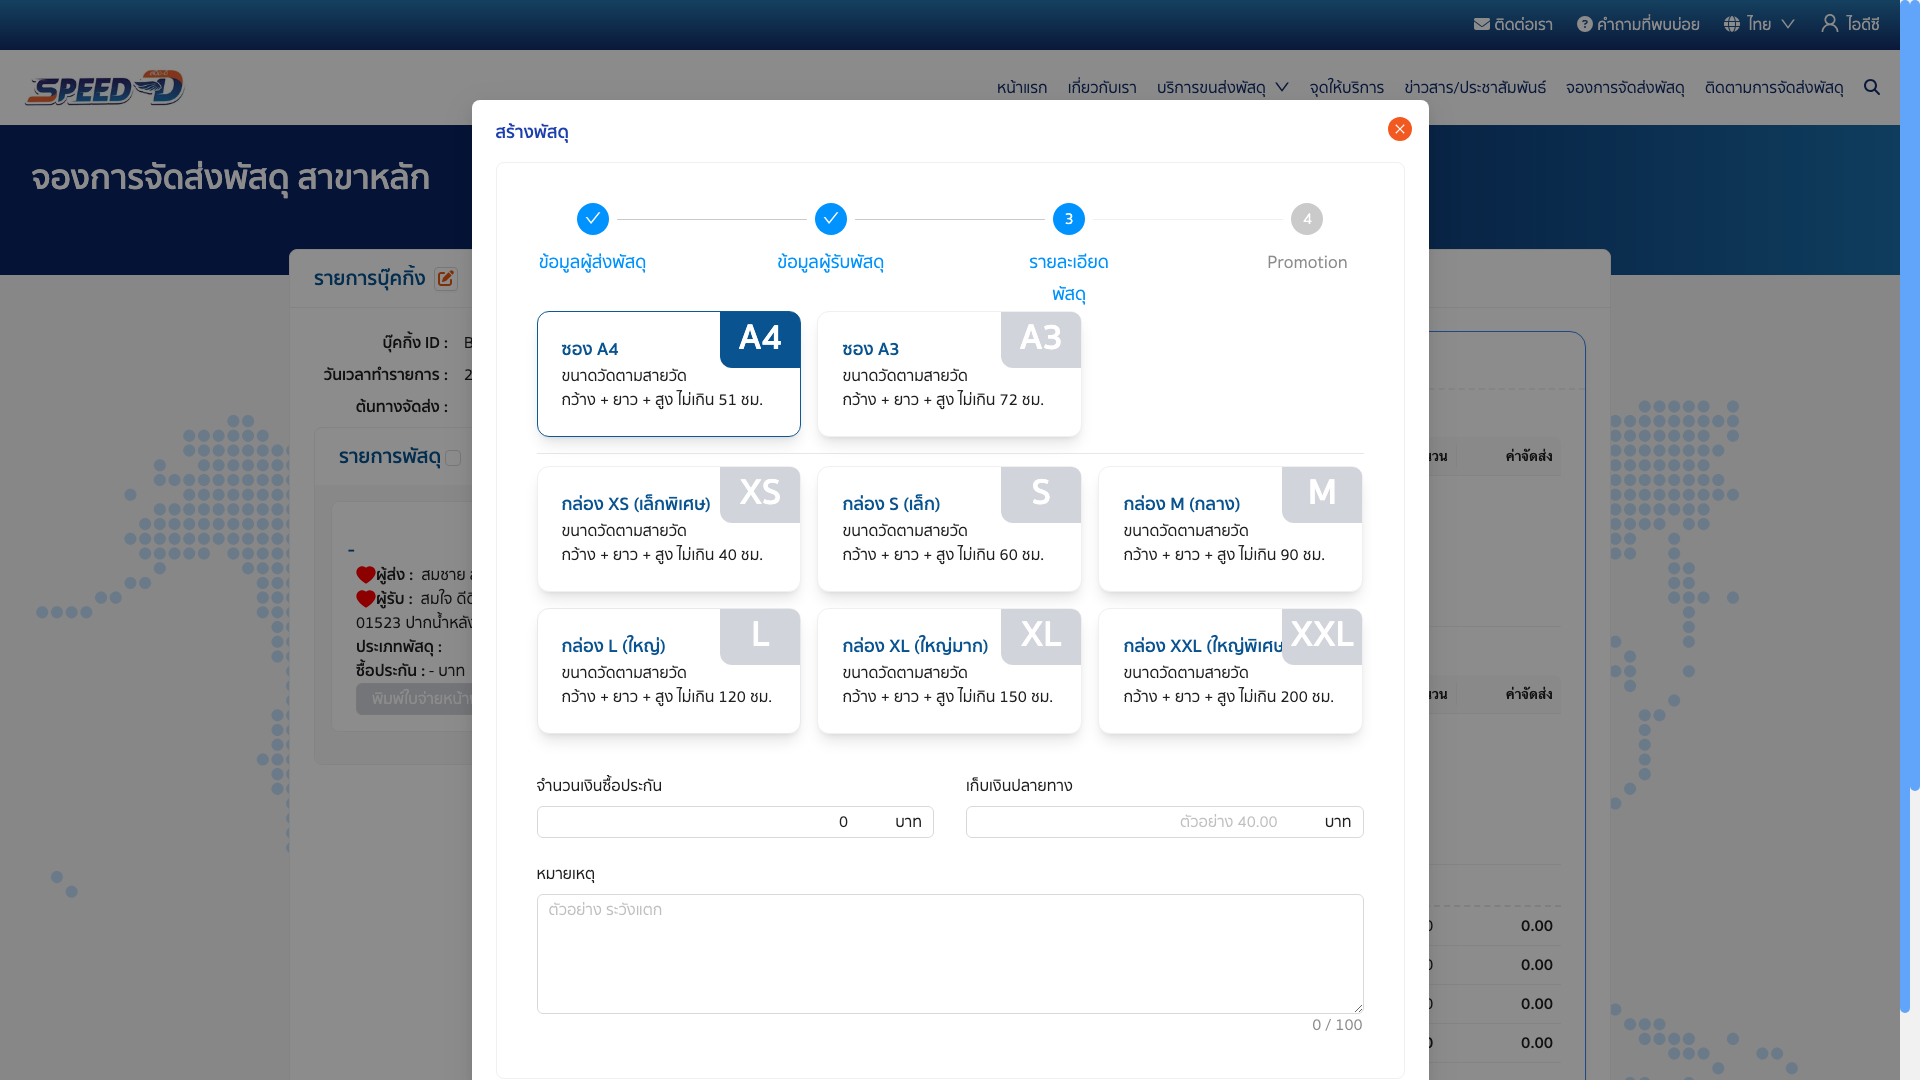 ติดต่อเรา
คำถามที่พบบ่อย
ไทย
ไอดีซี
SPEED-D
หน้าแรก
เกี่ยวกับเรา
บริการขนส่งพัสดุ
จุดให้บริการ
ข่าวสาร/ประชาสัมพันธ์
จองการจัดส่งพัสดุ
ติดตามการจัดส่งพัสดุ
จองการจัดส่งพัสดุ สาขาหลัก
รายการบุ๊คกิ้ง
บุ๊คกิ้ง ID : B
วันเวลาทำรายการ : 2
ต้นทางจัดส่ง :
รายการพัสดุ
-
ผู้ส่ง : สมชาย
ผู้รับ : สมใจ
01523 ปากน้ำหลัง
ประเภทพัสดุ :
ซื้อประกัน : - บาท
สร้างพัสดุ
3
4
ข้อมูลผู้ส่งพัสดุ
ข้อมูลผู้รับพัสดุ
รายละเอียด
พัสดุ
Promotion
A4
ซอง A4
ขนาดวัดตามสายวัด
กว้าง + ยาว + สูง ไม่เกิน 51 ซม.
A3
ซอง A3
ขนาดวัดตามสายวัด
กว้าง + ยาว + สูง ไม่เกิน 72 ซม.
XS
กล่อง XS (เล็กพิเศษ)
ขนาดวัดตามสายวัด
กว้าง + ยาว + สูง ไม่เกิน 40 ซม.
S
กล่อง S (เล็ก)
ขนาดวัดตามสายวัด
กว้าง + ยาว + สูง ไม่เกิน 60 ซม.
M
กล่อง M (กลาง)
ขนาดวัดตามสายวัด
กว้าง + ยาว + สูง ไม่เกิน 90 ซม.
L
กล่อง L (ใหญ่)
ขนาดวัดตามสายวัด
กว้าง + ยาว + สูง ไม่เกิน 120 ซม.
XL
กล่อง XL (ใหญ่มาก)
ขนาดวัดตามสายวัด
กว้าง + ยาว + สูง ไม่เกิน 150 ซม.
XXL
กล่อง XXL (ใหญ่พิเศษ
ขนาดวัดตามสายวัด
กว้าง + ยาว + สูง ไม่เกิน 200 ซม.
จำนวนเงินซื้อประกัน
0 บาท
เก็บเงินปลายทาง
ตัวอย่าง 40.00 บาท
หมายเหตุ
ตัวอย่าง ระวังแตก
0 / 100
ค่าจัดส่ง
ค่าจัดส่ง
0.00
0.00
0.00
0.00